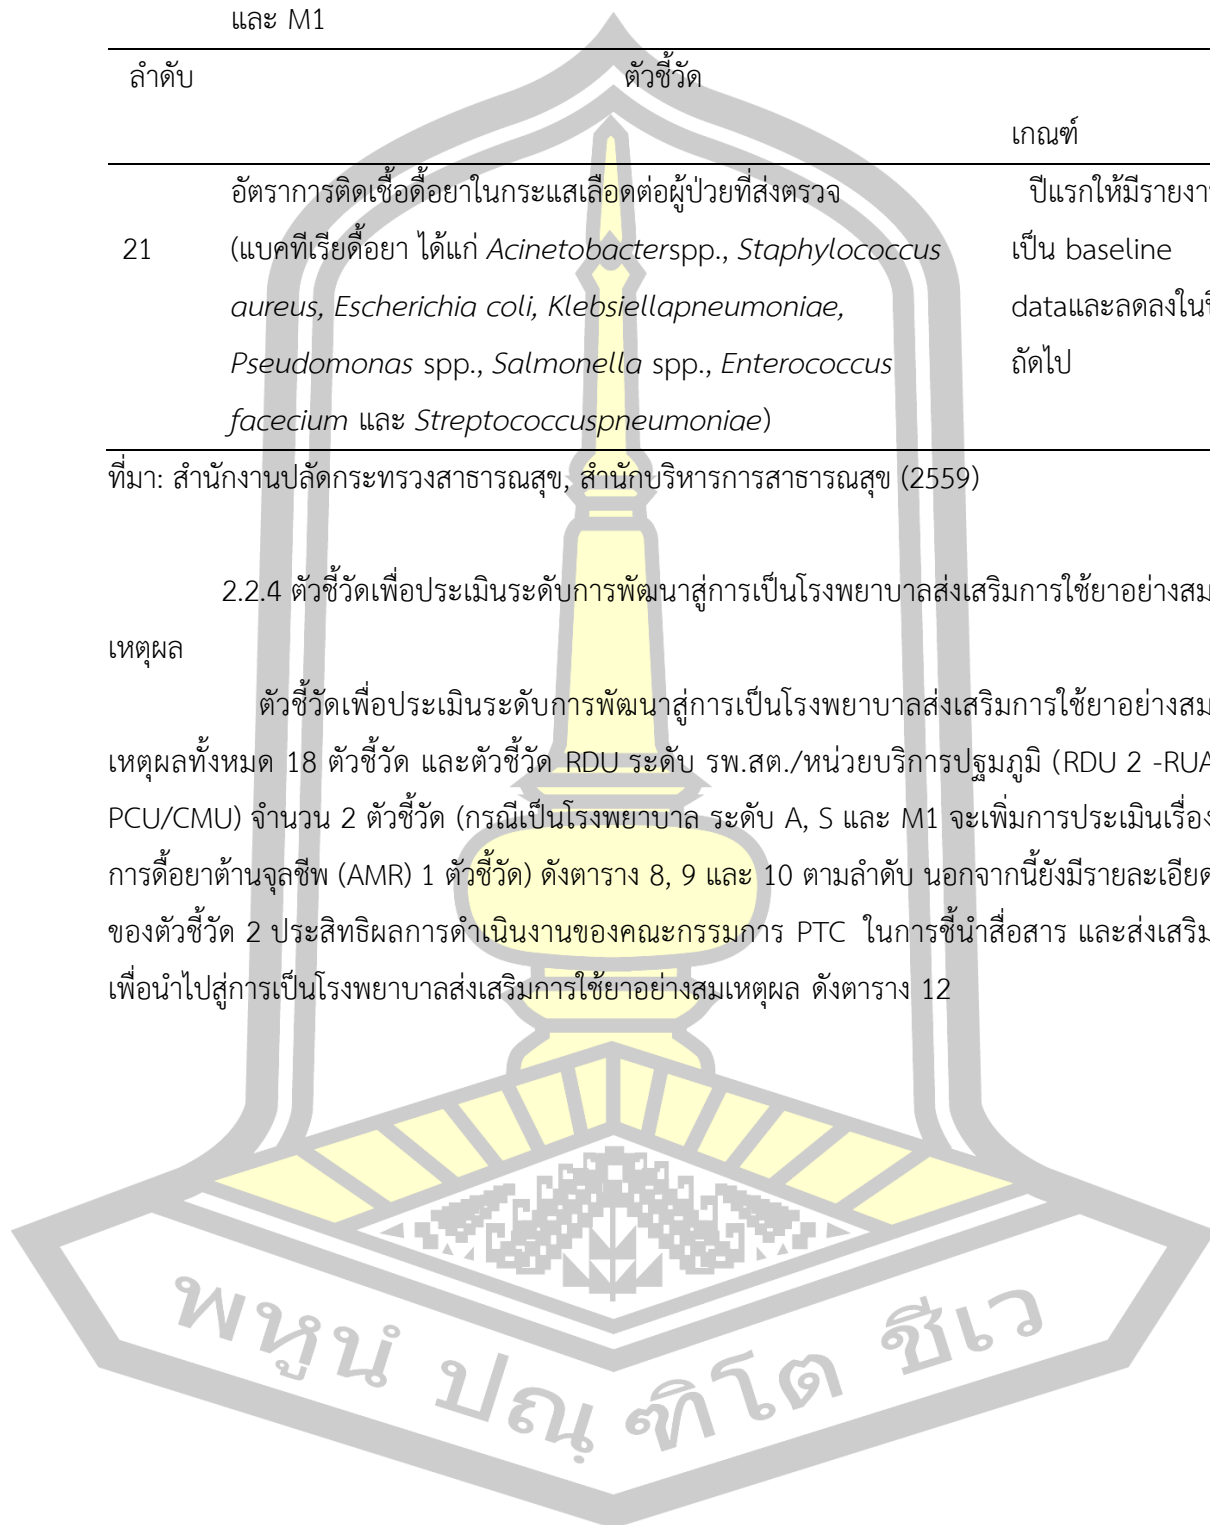 และ M1
ลำดับ ตัวชี้วัด
เกณฑ์
อัตราการติดเชื้อดื้อยาในกระแสเลือดต่อผู้ป่วยที่ส่งตรวจ ปีแรกให้มีรายงา
21 (แบคทีเรียดื้อยา ได้แก่ Acinetobacterspp., Staphylococcus เป็น baseline
aureus, Escherichia coli, Klebsiellapneumoniae, dataและลดลงใน
Pseudomonas spp., Salmonella spp., Enterococcus ถัดไป
facecium และ Streptococcuspneumoniae)
ที่มา: สำนักงานปลัดกระทรวงสาธารณสุข, สำนักบริหารการสาธารณสุข (2559)
2.2.4 ตัวชี้วัดเพื่อประเมินระดับการพัฒนาสู่การเป็นโรงพยาบาลส่งเสริมการใช้ยาอย่างสม
เหตุผล
ตัวชี้วัดเพื่อประเมินระดับการพัฒนาสู่การเป็นโรงพยาบาลส่งเสริมการใช้ยาอย่างสม
เหตุผลทั้งหมด 18 ตัวชี้วัด และตัวชี้วัด RDU ระดับ รพ.สต./หน่วยบริการปฐมภูมิ (RDU 2 -RUA
PCU/CMU) จำนวน 2 ตัวชี้วัด (กรณีเป็นโรงพยาบาล ระดับ A, S และ M1 จะเพิ่มการประเมินเรื่อง
การดื้อยาต้านจุลชีพ (AMR) 1 ตัวชี้วัด) ดังตาราง 8, 9 และ 10 ตามลำดับ นอกจากนี้ยังมีรายละเอียด
ของตัวชี้วัด 2 ประสิทธิผลการดำเนินงานของคณะกรรมการ PTC ในการชี้นำสื่อสาร และส่งเสริม
เพื่อนำไปสู่การเป็นโรงพยาบาลส่งเสริมการใช้ยาอย่างสมเหตุผล ดังตาราง 12
พหูนํ ปณฺฑิโต ชีเว